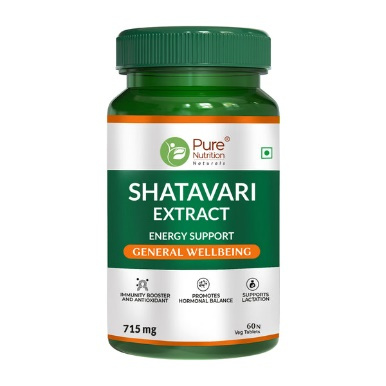 Pure®
Nutrition
Naturals
SHATAVARI
EXTRACT
ENERGY SUPPORT
GENERAL WELLBEING
IMMUNITY BOOSTER
AND ANTIOXIDANT
PROMOTES
HORMONAL BALANCE
SUPPORTS
LACTATION
715 mg
60N
Veg Tablets